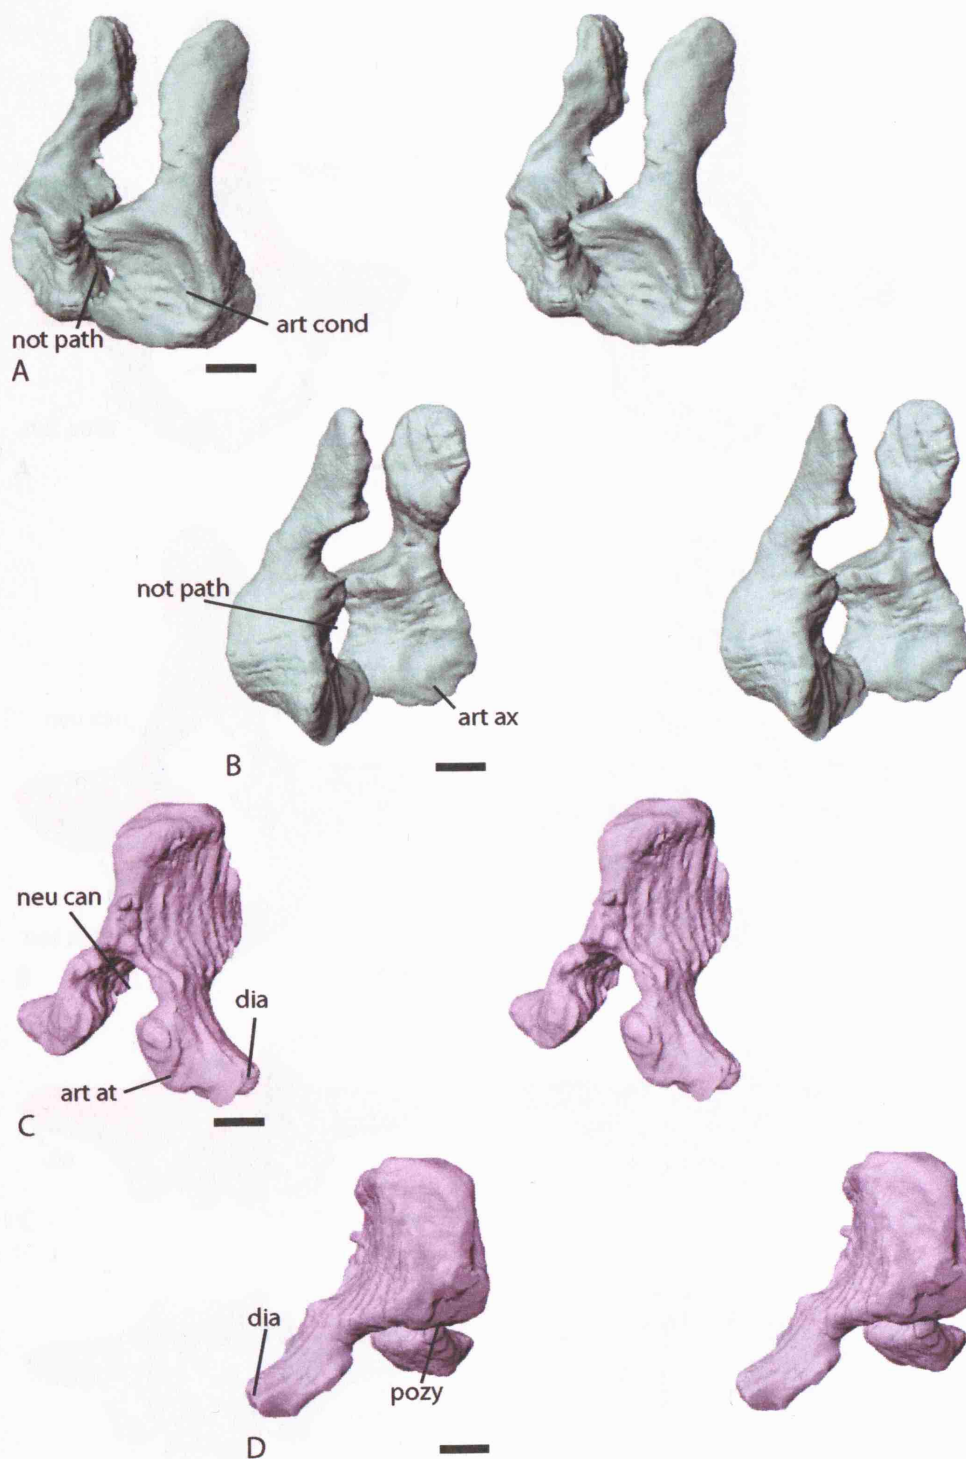 not path
art cond
A
not path
art ax
B
neu can
dia
art at
C
dia
pozy
D